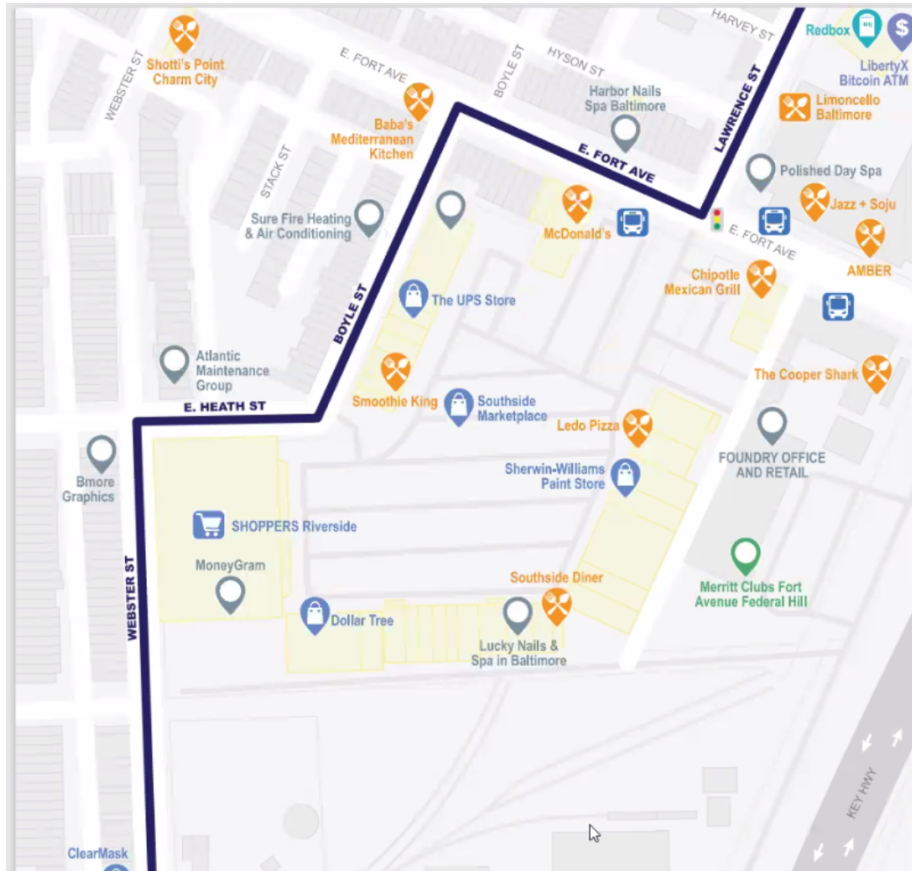 HARVEY ST
Redbox
$
LibertyX
Bitcoin ATM
Shotti's Point
Charm City
WEBSTER ST
E. FORT AVE
BOYLE ST
HYSON ST
LAWRENCE ST
Harbor Nails
Spa Baltimore
Limoncello
Baltimore
Baba's
Mediterranean
Kitchen
E. FORT AVE
STACK ST
Polished Day Spa
Jazz + Soju
Sure Fire Heating
& Air Conditioning
McDonald's
E. FORT AVE
AMBER
Chipotle
Mexican Grill
The UPS Store
BOYLE ST
Atlantic
Maintenance
Group
Smoothie King
The Cooper Shark
E. HEATH ST
Southside
Marketplace
Ledo Pizza
FOUNDRY OFFICE
AND RETAIL
Bmore
Graphics
Sherwin-Williams
Paint Store
SHOPPERS Riverside
MoneyGram
Southside Diner
Merritt Clubs Fort
Avenue Federal Hill
WEBSTER ST
Dollar Tree
Lucky Nails &
Spa in Baltimore
KEY HWY
ClearMask